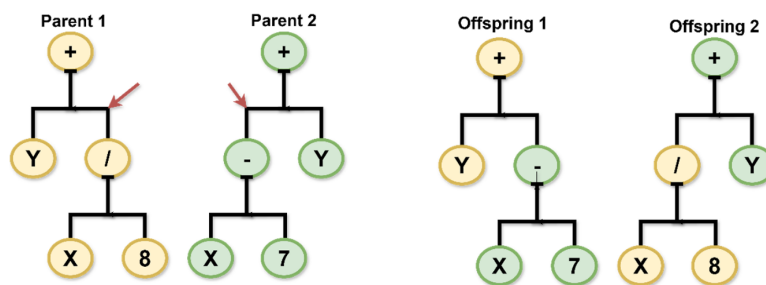 Parent 1 Parent 2 Offspring 1 Offspring 2
+ + + +
Y / - Y Y - / Y
X 8 X 7 X 7 X 8